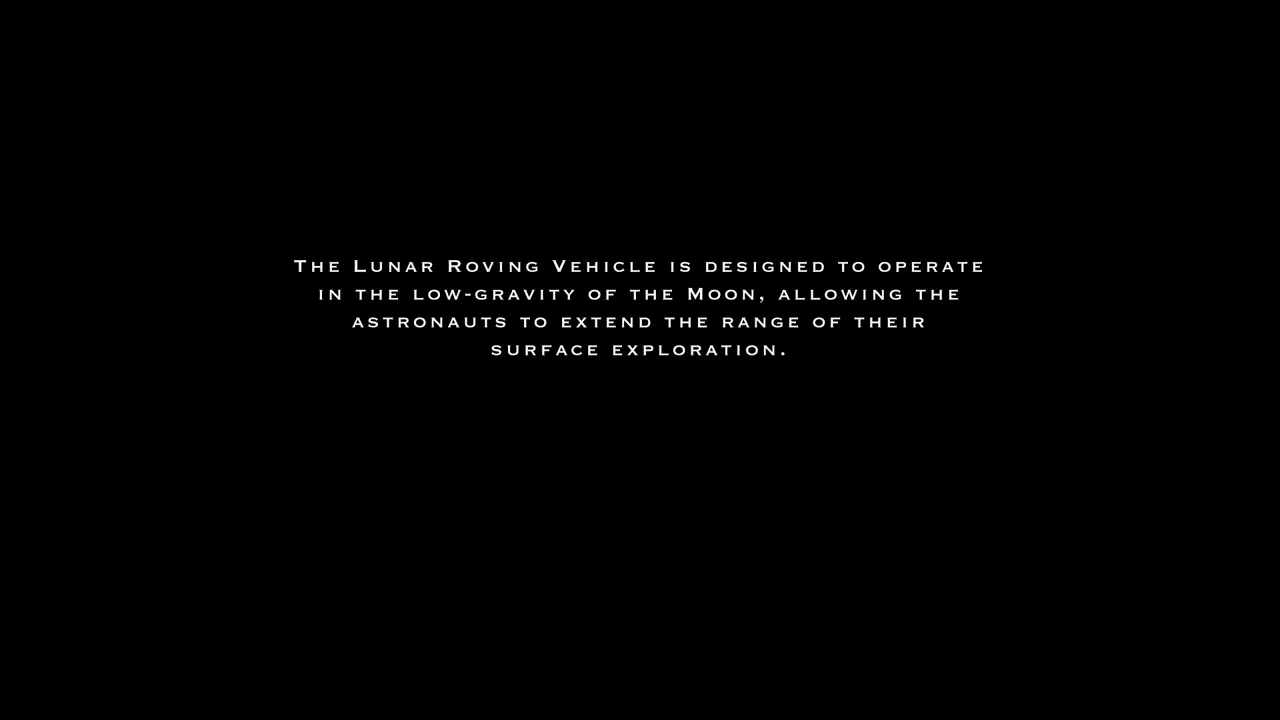 The Lunar Roving Vehicle is designed to operate
in the low-gravity of the Moon, allowing the
astronauts to extend the range of their
surface exploration.